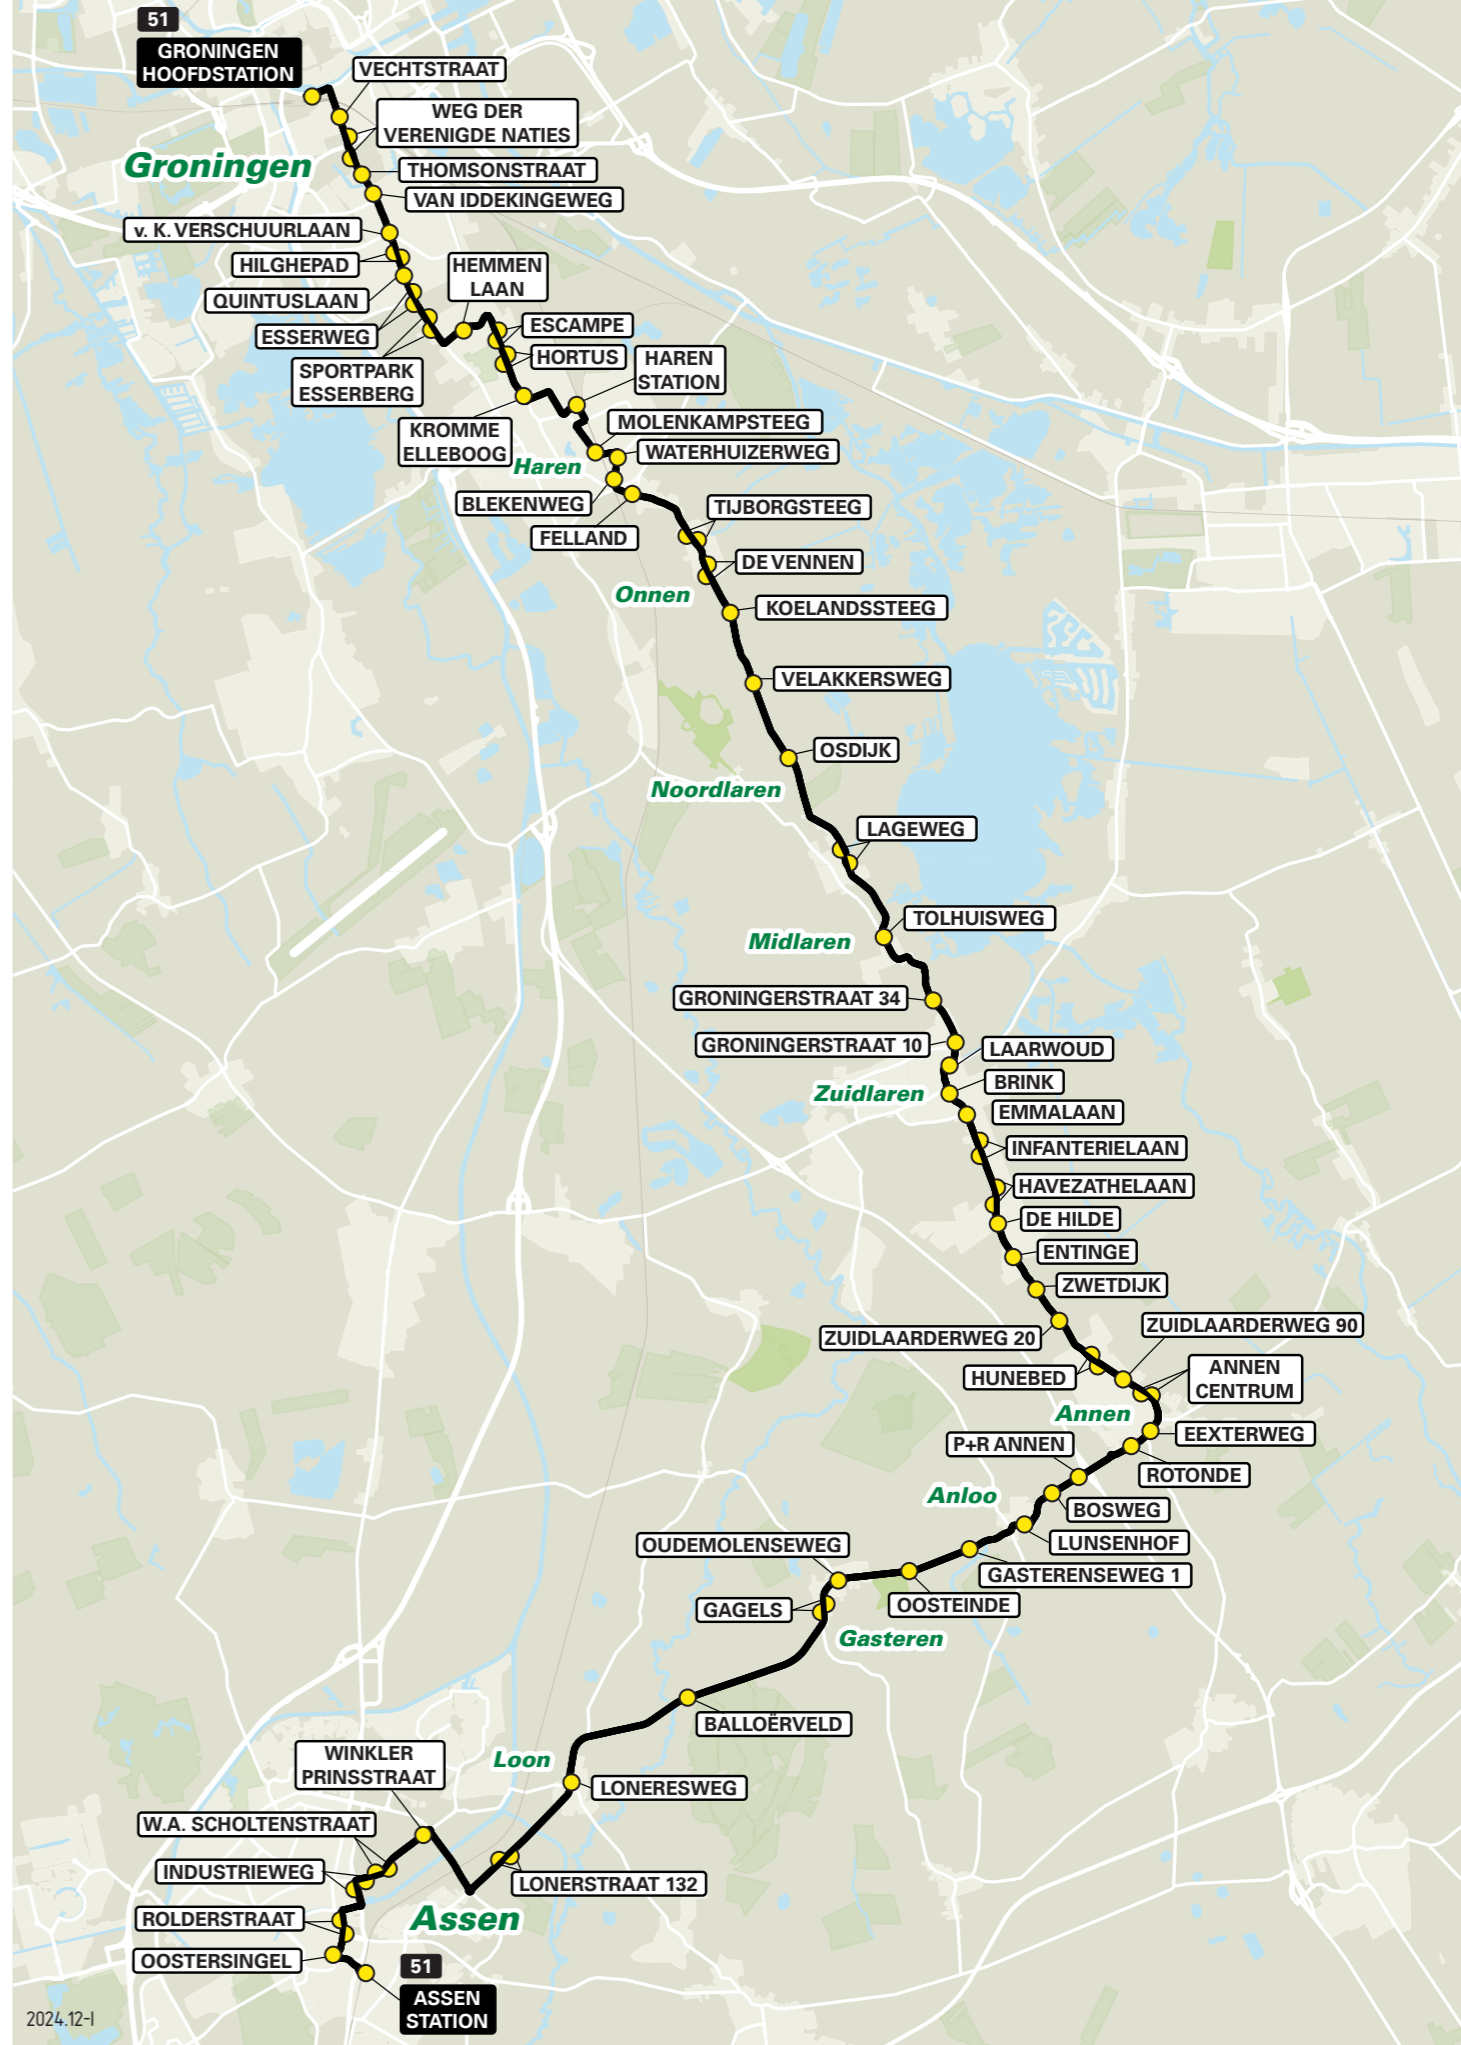 51
GRONINGEN
HOOFDSTATION
VECHTSTRAAT
WEG DER
VERENIGDE NATIES
Groningen
THOMSONSTRAAT
VAN IDDEKINGEWEG
v. K. VERSCHUURLAAN
HILGHEPAD
HEMMEN
LAAN
QUINTUSLAAN
ESSERWEG
ESCAMPE
HORTUS
SPORTPARK
ESSERBERG
HAREN
STATION
KROMME
ELLEBOOG
MOLENKAMPSTEEG
Haren
WATERHUIZERWEG
BLEKENWEG
FELLAND
TIJBORGSTEEG
DE VENNEN
Onnen
KOELANDSSTEEG
VELAKKERSWEG
OSDIJK
Noordlaren
LAGEWEG
TOLHUISWEG
Midlaren
GRONINGERSTRAAT 34
GRONINGERSTRAAT 10
LAARWOUD
Zuidlaren
BRINK
EMMALAAN
INFANTERIELAAN
HAVEZATHELAAN
DE HILDE
ENTINGE
ZWETDIJK
ZUIDLAARDERWEG 20
ZUIDLAARDERWEG 90
HUNEBED
ANNEN
CENTRUM
Annen
EEXTERWEG
P+R ANNEN
ROTONDE
Anloo
BOSWEG
LUNSENHOF
OUDEMOLENSEWEG
GASTERENSEWEG 1
OOSTEINDE
GAGELS
Gasteren
BALLOËRVELD
Loon
WINKLER
PRINSSTRAAT
LONERESWEG
W.A. SCHOLTENSTRAAT
INDUSTRIEWEG
LONERSTRAAT 132
ROLDERSTRAAT
Assen
OOSTERSINGEL
51
ASSEN
STATION
2024.12-I